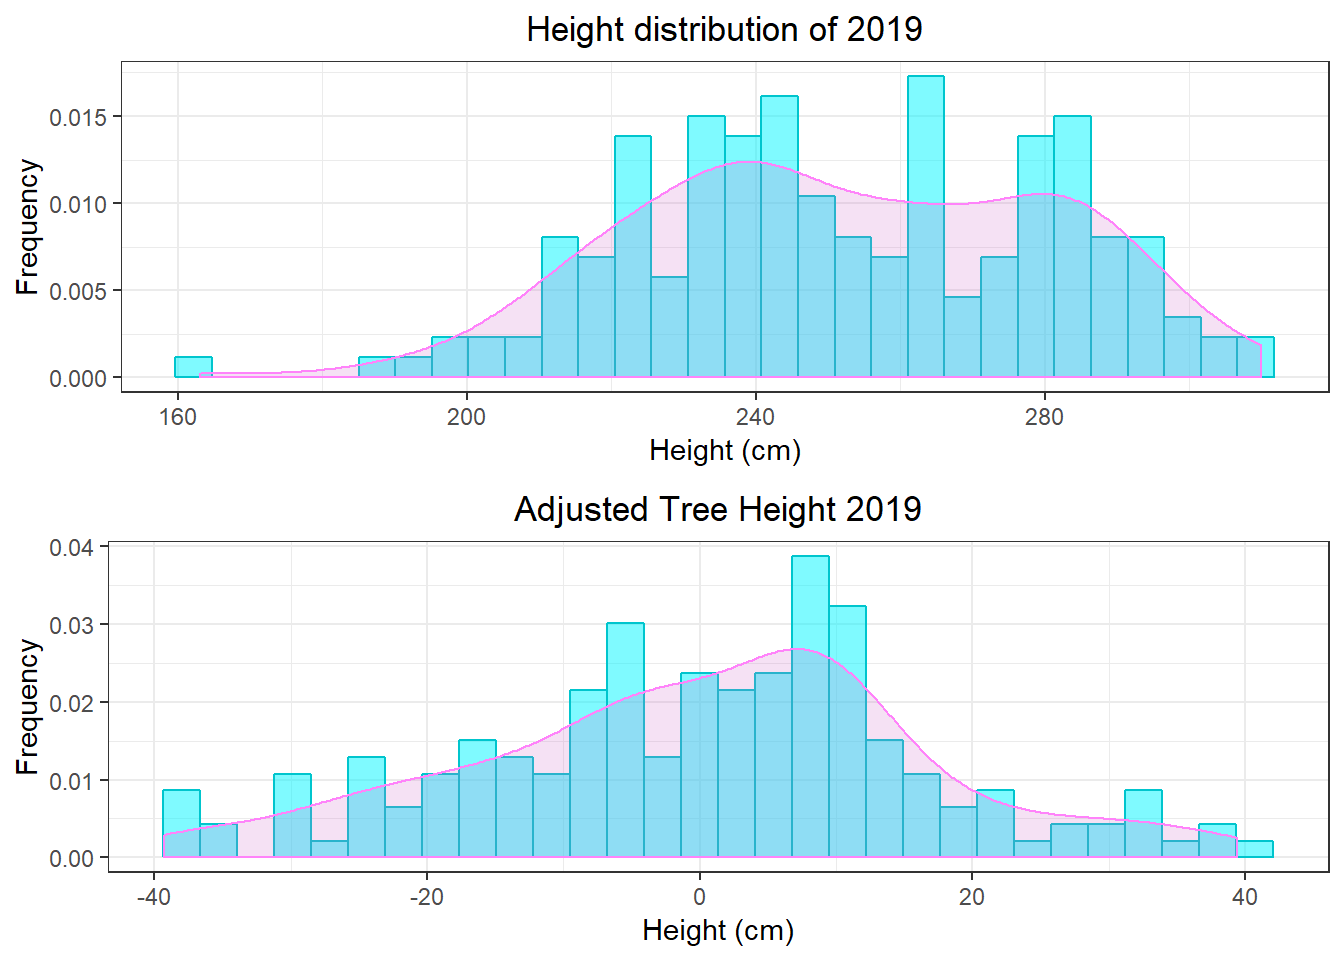 Height distribution of 2019
Frequency
0.015
0.010
0.005
0.000
160 200 240 280
Height (cm)
Adjusted Tree Height 2019
Frequency
0.04
0.03
0.02
0.01
0.00
-40 -20 0 20 40
Height (cm)